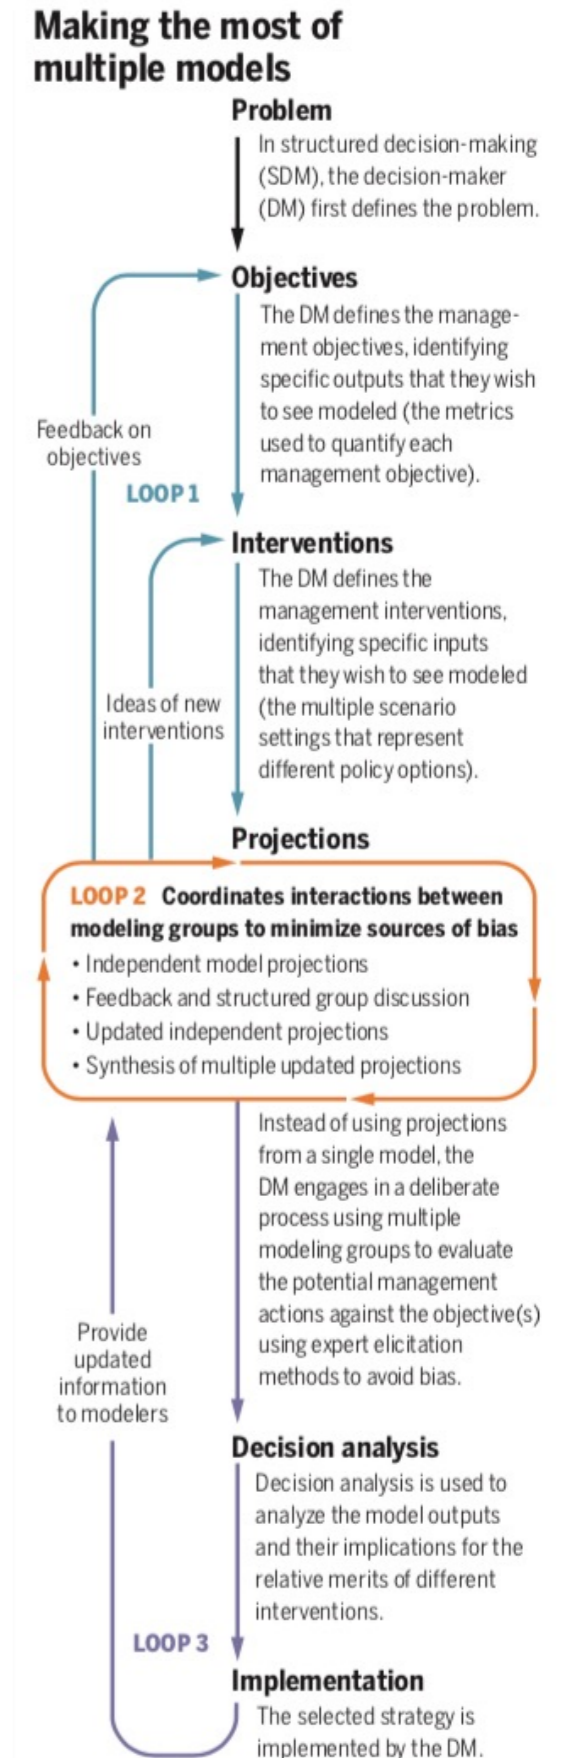 Making the most of
multiple models
Problem
In structured decision-making
(SDM), the decision-maker
(DM) first defines the problem.
Objectives
The DM defines the manage-
ment objectives, identifying
specific outputs that they wish
to see modeled (the metrics
used to quantify each
management objective).
Feedback on
objectives
LOOP 1
Interventions
The DM defines the
management interventions,
identifying specific inputs
that they wish to see modeled
(the multiple scenario
settings that represent
different policy options).
Ideas of new
interventions
Projections
LOOP 2 Coordinates interactions between
modeling groups to minimize sources of bias
• Independent model projections
• Feedback and structured group discussion
• Updated independent projections
• Synthesis of multiple updated projections
Instead of using projections
from a single model, the
DM engages in a deliberate
process using multiple
modeling groups to evaluate
the potential management
actions against the objective(s)
using expert elicitation
methods to avoid bias.
Provide
updated
information
to modelers
Decision analysis
Decision analysis is used to
analyze the model outputs
and their implications for the
relative merits of different
interventions.
LOOP 3
Implementation
The selected strategy is
implemented by the DM.